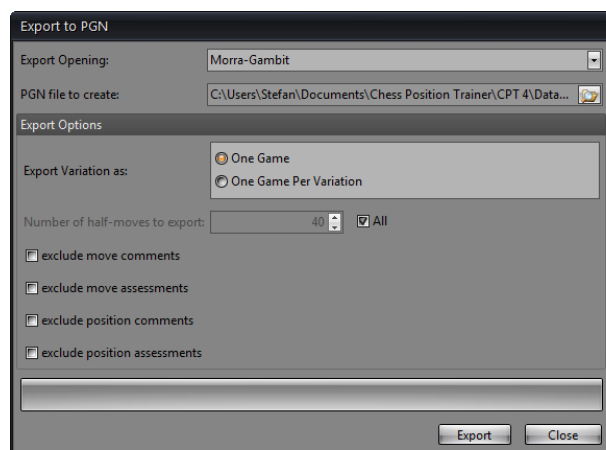 Export to PGN
Export Opening: Morra-Gambit
PGN file to create: C:\Users\Stefan\Documents\Chess Position Trainer\CPT 4\Data...
Export Options
Export Variation as:
One Game
One Game Per Variation
Number of half-moves to export: 40 All
exclude move comments
exclude move assessments
exclude position comments
exclude position assessments
Export Close